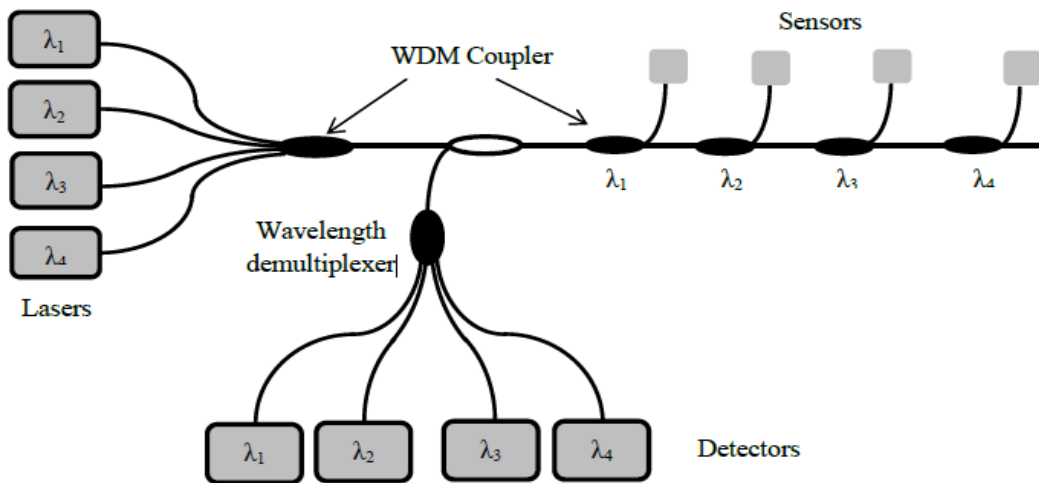 Sensors
λ1
WDM Coupler
λ2
λ3
λ1
λ2
λ3
λ4
Wavelength
demultiplexer
λ4
Lasers
λ1
λ2
λ3
λ4
Detectors